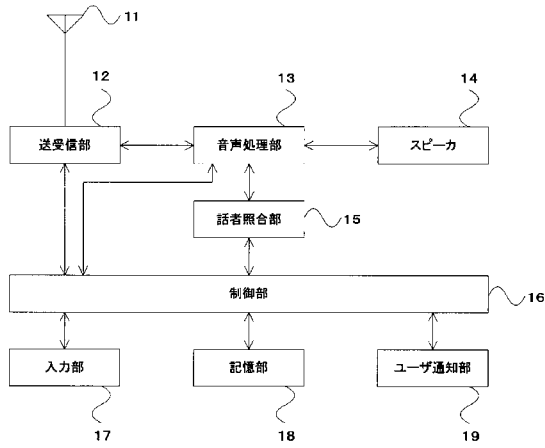 11
12
13
14
送受信部
音声処理部
スピーカ
話者照合部
15
制御部
16
入力部
記憶部
ユーザ通知部
17
18
19